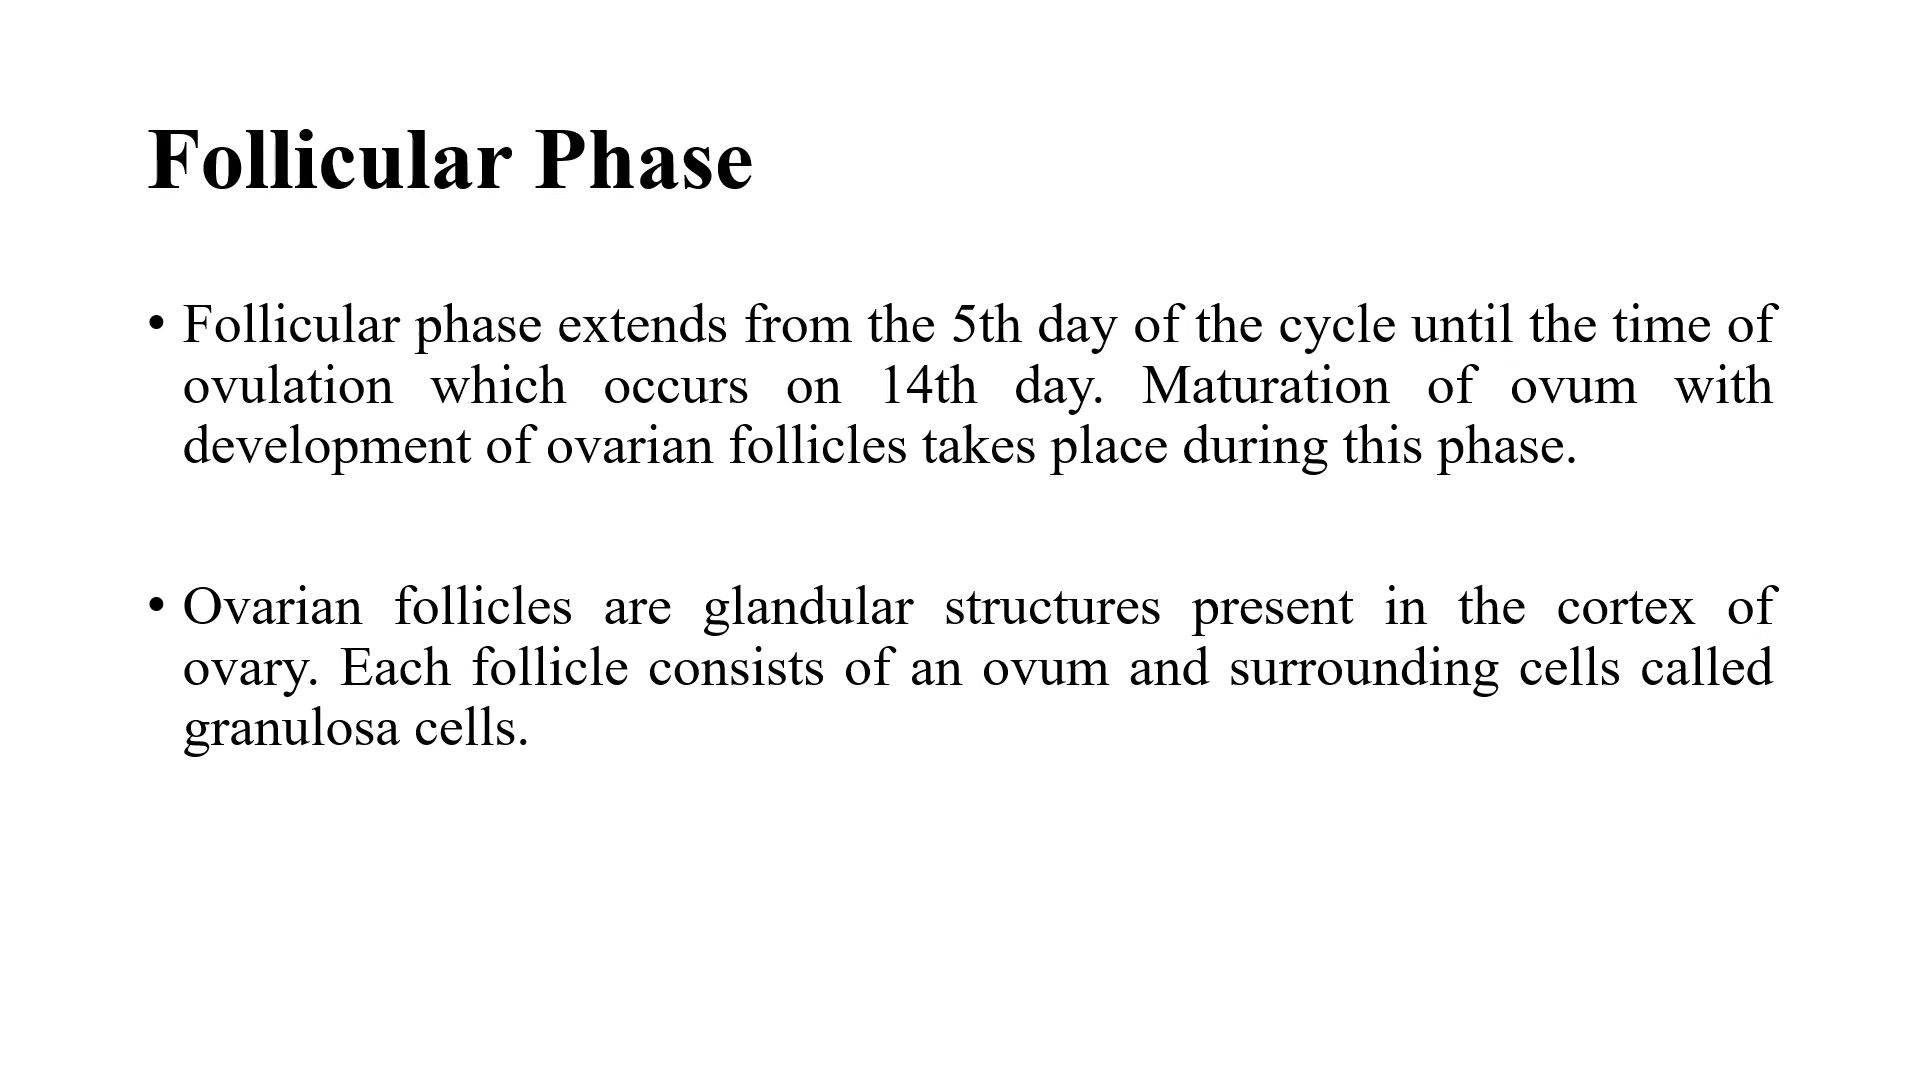 Follicular Phase
• Follicular phase extends from the 5th day of the cycle until the time of
ovulation which occurs on 14th day. Maturation of ovum with
development of ovarian follicles takes place during this phase.
• Ovarian follicles are glandular structures present in the cortex of
ovary. Each follicle consists of an ovum and surrounding cells called
granulosa cells.